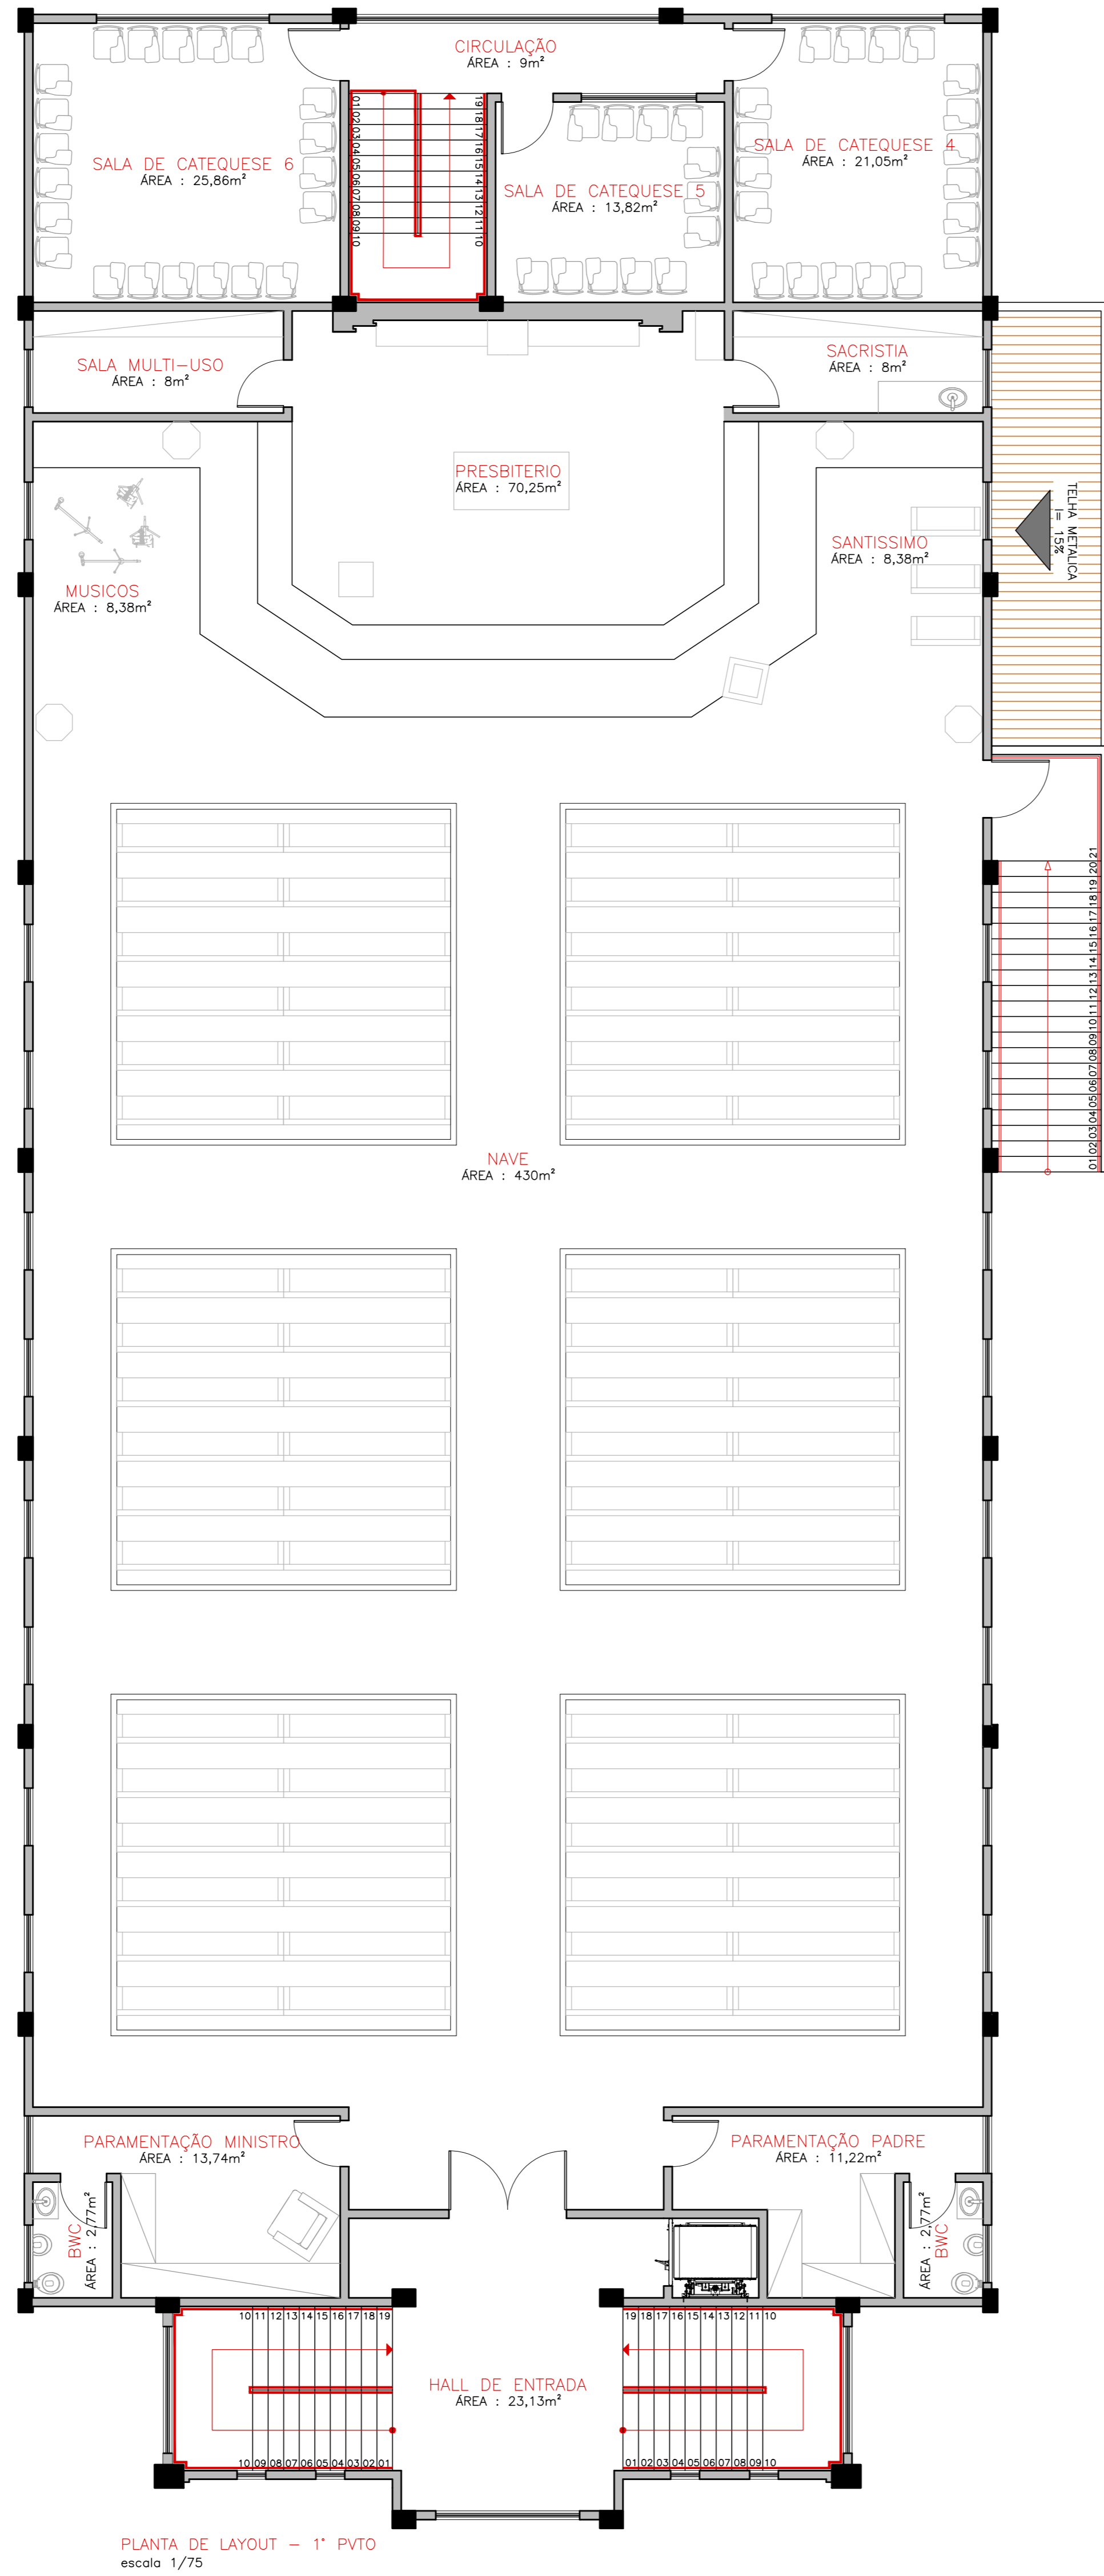 CIRCULAÇÃO
ÁREA : 9m²
SALA DE CATEQUESE 6
ÁREA : 25,86m²
01
02
03
04
05
06
07
08
09
10
19
18
17
16
15
14
13
12
11
10
SALA DE CATEQUESE 5
ÁREA : 13,82m²
SALA DE CATEQUESE 4
ÁREA : 21,05m²
SALA MULTI-USO
ÁREA : 8m²
SACRISTIA
ÁREA : 8m²
PRESBITERIO
ÁREA : 70,25m²
TELHA METALICA
I= 15%
SANTISSIMO
ÁREA : 8,38m²
MUSICOS
ÁREA : 8,38m²
01 02 03 04 05 06 07 08 09 10 11 12 13 14 15 16 17 18 19 20 21
NAVE
ÁREA : 430m²
PARAMENTAÇÃO MINISTRO
ÁREA : 13,74m²
PARAMENTAÇÃO PADRE
ÁREA : 11,22m²
BWC
ÁREA : 2,77m²
BWC
ÁREA : 2,77m²
10 11 12 13 14 15 16 17 18 19
19 18 17 16 15 14 13 12 11 10
HALL DE ENTRADA
ÁREA : 23,13m²
10 09 08 07 06 05 04 03 02 01
01 02 03 04 05 06 07 08 09 10
PLANTA DE LAYOUT - 1° PVTO
escala 1/75